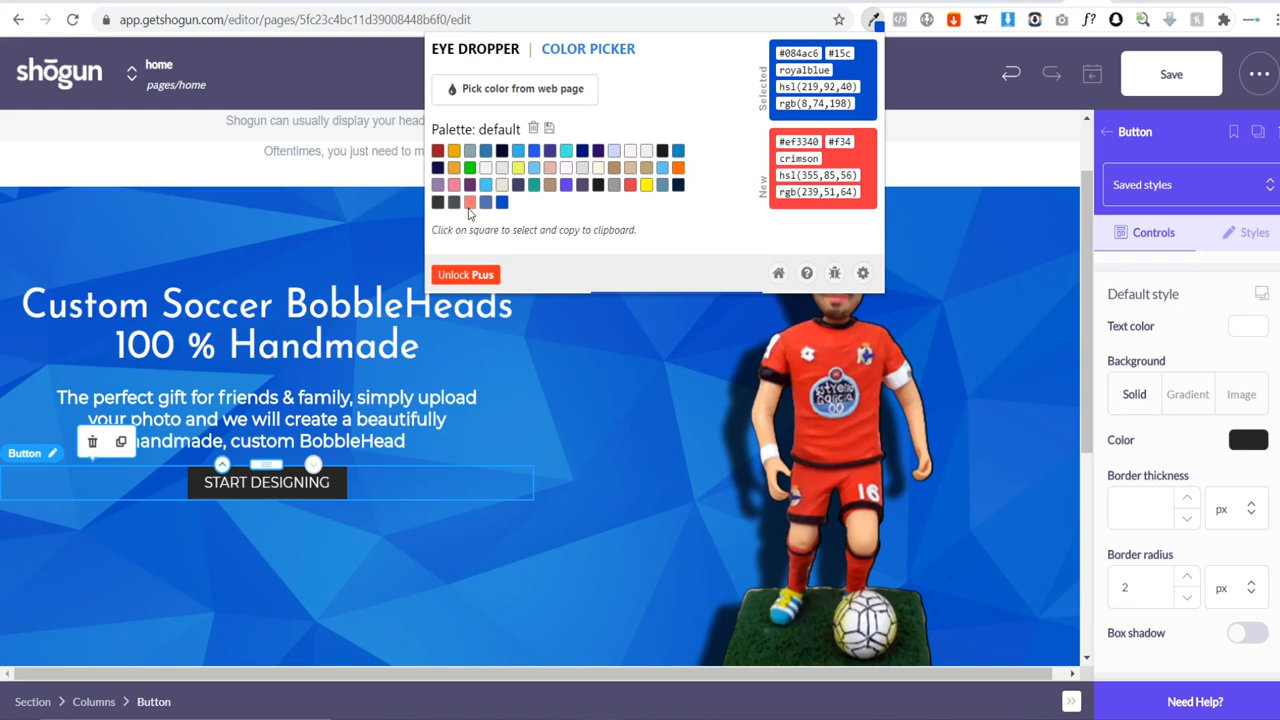 app.getshogun.com/editor/pages/5fc23c4bc11d39008448b6f0/edit
f?
shōgun
home
pages/home
Save
EYE DROPPER | COLOR PICKER
Pick color from web page
Palette: default
Click on square to select and copy to clipboard.
Unlock PLUS
Selected
#084ac6 #15c
royalblue
hsl(219,92,40)
rgb(8,74,198)
New
#ef3340 #f34
crimson
hsl(355,85,56)
rgb(239,51,64)
Shogun can usually display your head
Oftentimes, you just need to m
Custom Soccer BobbleHeads
100 % Handmade
The perfect gift for friends & family, simply upload
your photo and we will create a beautifully
handmade, custom BobbleHead
Button
START DESIGNING
ESTRELLA
GALICIA
00
16
Button
Saved styles
Controls
Styles
Default style
Text color
Background
Solid
Gradient
Image
Color
Border thickness
px
Border radius
2
px
Box shadow
Section > Columns > Button
Need Help?